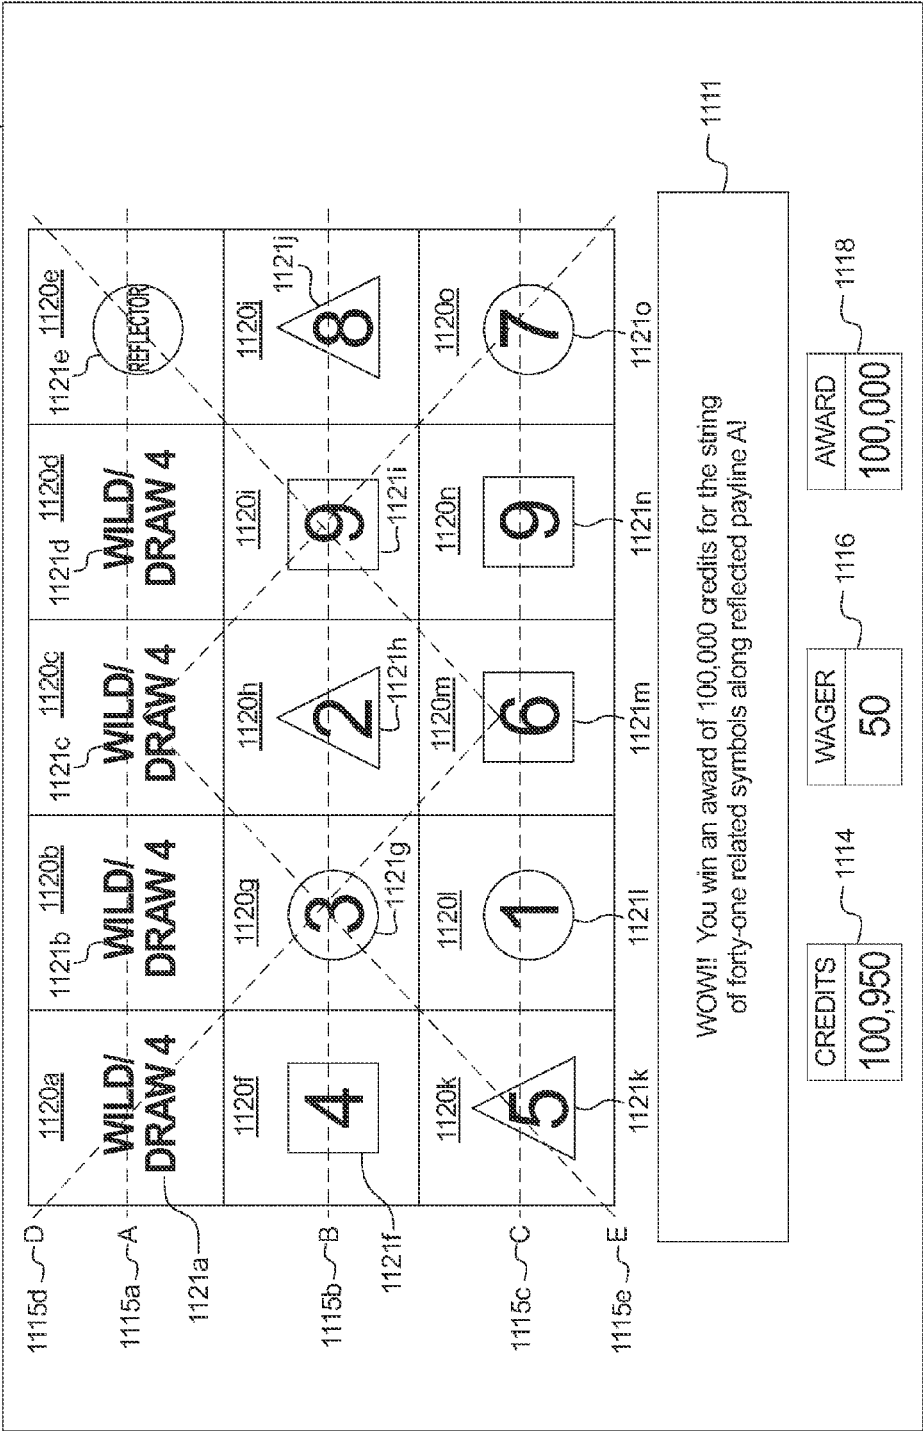 1115d D
1115a A
1121a
1115b B
1121f
1115c C
1115e E
1120a
WILD/
DRAW 4
1120b
1121b
WILD/
DRAW 4
1120c
1121c
WILD/
DRAW 4
1120d
1121d
WILD/
DRAW 4
1120e
1121e
REFLECTOR
1120f
4
1120g
3
1121g
1120h
2
1121h
1120i
9
1121i
1120j
8
1121j
1120k
5
1121k
1120l
1
1121l
1120m
6
1121m
1120n
9
1121n
1120o
7
1121o
1111
WOW!! You win an award of 100,000 credits for the string
of forty-one related symbols along reflected payline A!
CREDITS
100,950
1114
WAGER
50
1116
AWARD
100,000
1118